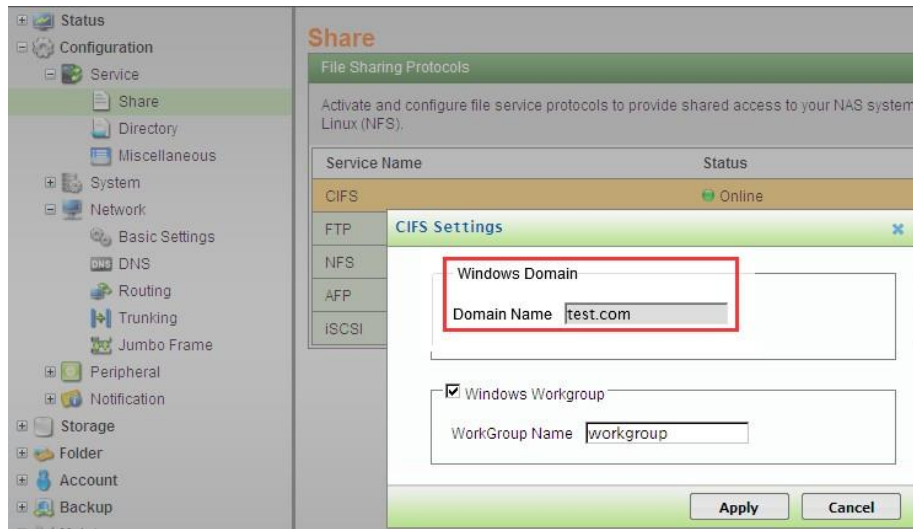 Status
Configuration
Service
Share
Directory
Miscellaneous
System
Network
Basic Settings
DNS
DNS
Routing
Trunking
Jumbo Frame
Peripheral
Notification
Storage
Folder
Account
Backup
Share
File Sharing Protocols
Activate and configure file service protocols to provide shared access to your NAS system
Linux (NFS).
Service Name Status
CIFS Online
FTP
NFS
AFP
iSCSI
CIFS Settings
Windows Domain
Domain Name test.com
Windows Workgroup
WorkGroup Name workgroup
Apply Cancel